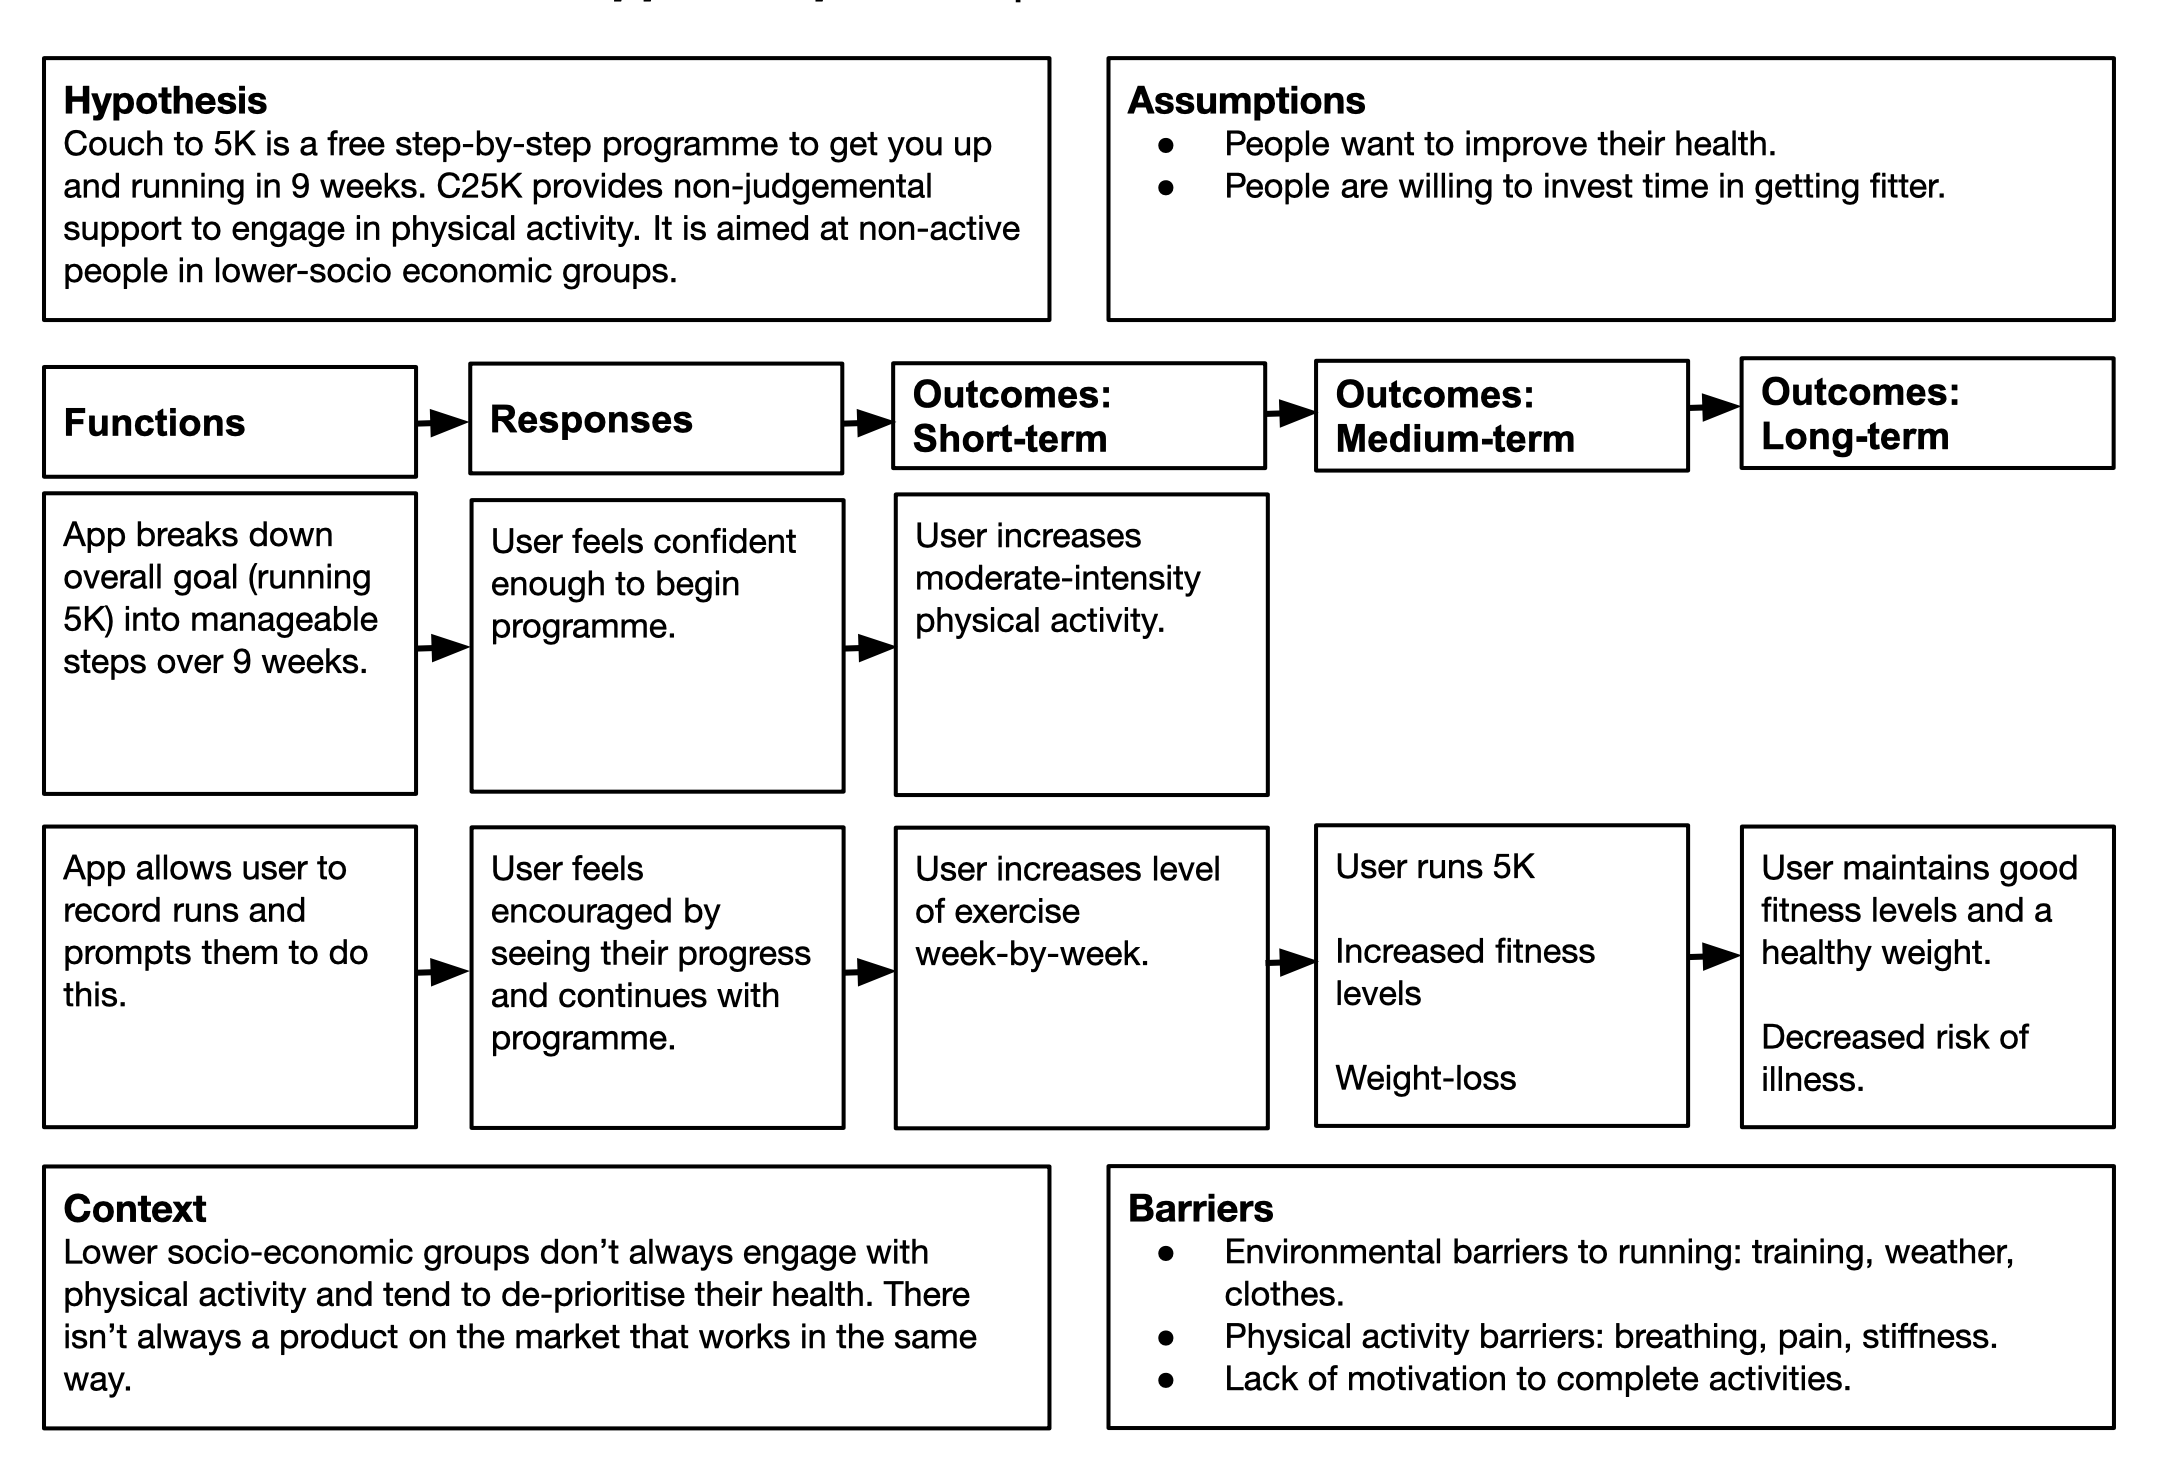 Hypothesis
Couch to 5K is a free step-by-step programme to get you up
and running in 9 weeks. C25K provides non-judgemental
support to engage in physical activity. It is aimed at non-active
people in lower-socio economic groups.
Assumptions
● People want to improve their health.
● People are willing to invest time in getting fitter.
Functions
Responses
Outcomes:
Short-term
Outcomes:
Medium-term
Outcomes:
Long-term
App breaks down
overall goal (running
5K) into manageable
steps over 9 weeks.
User feels confident
enough to begin
programme.
User increases
moderate-intensity
physical activity.
App allows user to
record runs and
prompts them to do
this.
User feels
encouraged by
seeing their progress
and continues with
programme.
User increases level
of exercise
week-by-week.
User runs 5K
Increased fitness
levels
Weight-loss
User maintains good
fitness levels and a
healthy weight.
Decreased risk of
illness.
Context
Lower socio-economic groups don’t always engage with
physical activity and tend to de-prioritise their health. There
isn’t always a product on the market that works in the same
way.
Barriers
● Environmental barriers to running: training, weather,
clothes.
● Physical activity barriers: breathing, pain, stiffness.
● Lack of motivation to complete activities.